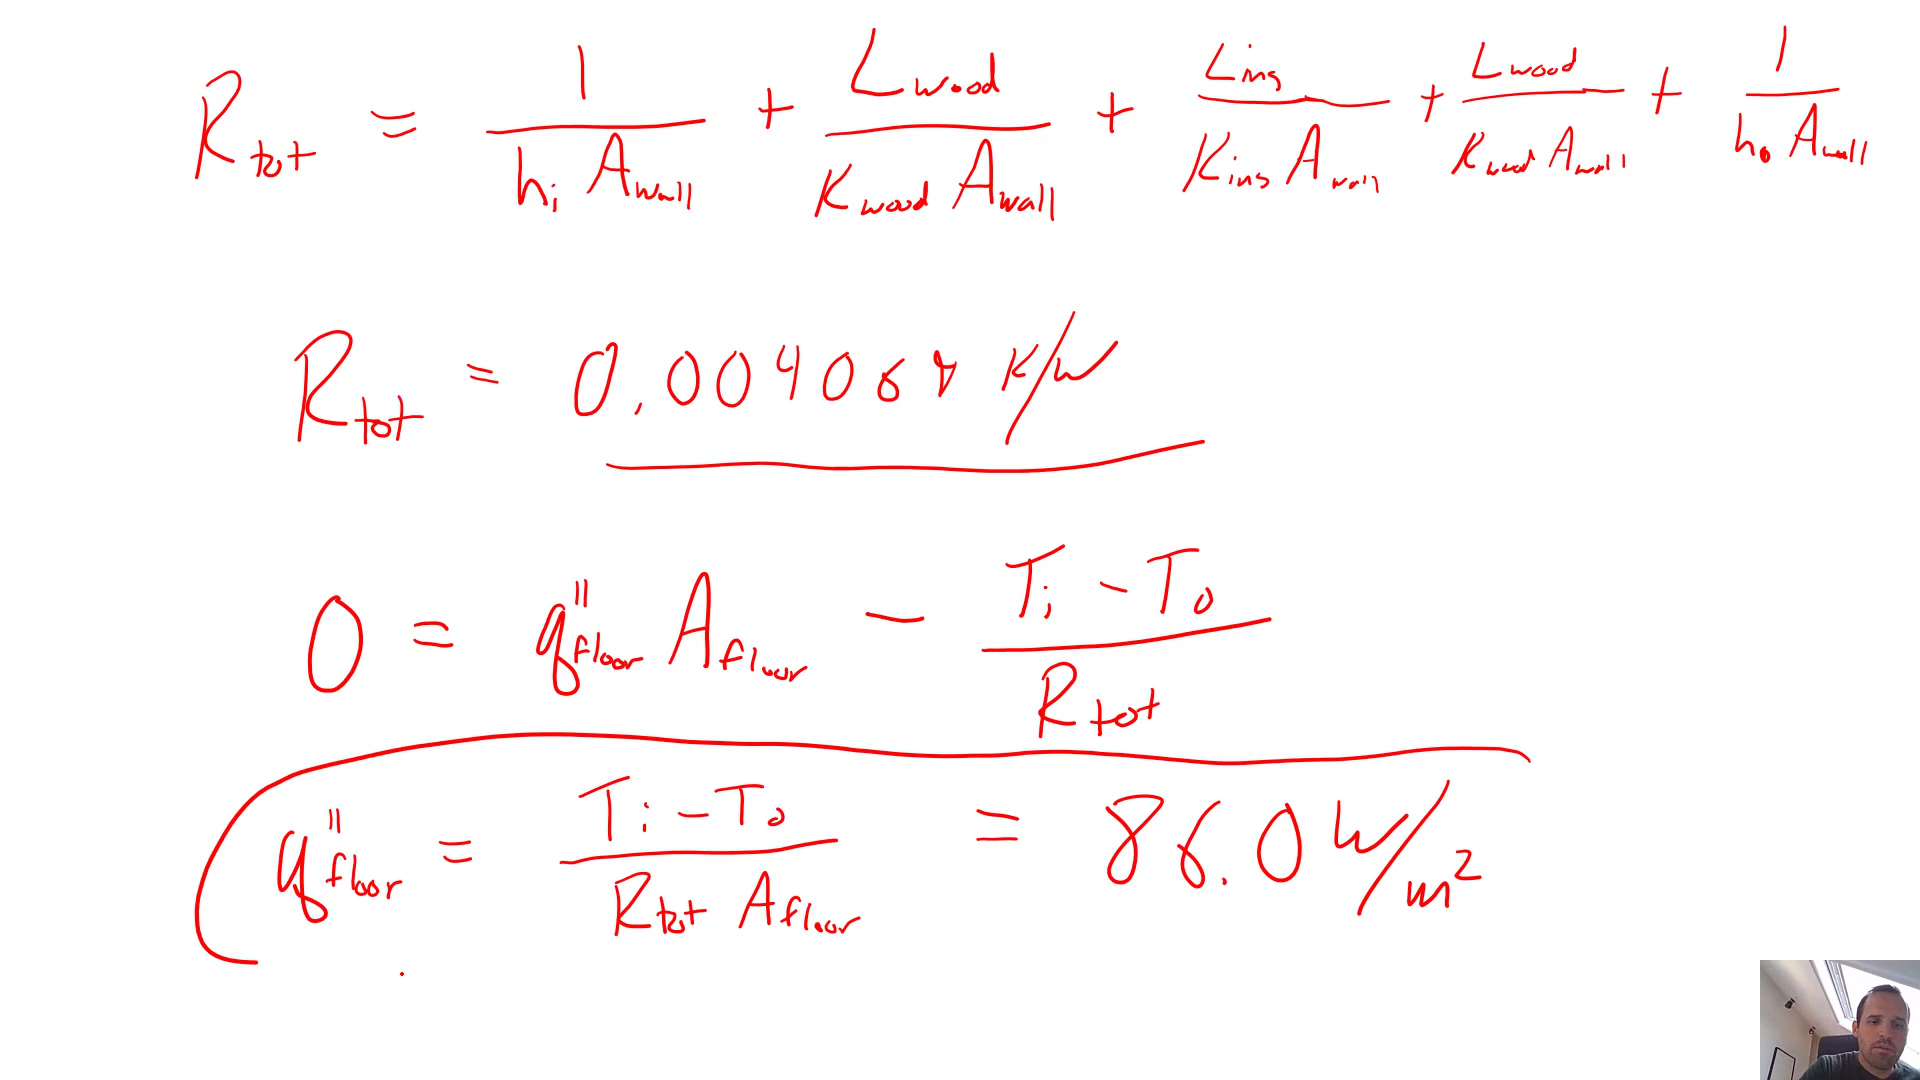 R_tot = 1 / (h_i A_wall) + L_wood / (K_wood A_wall) + L_ins / (K_ins A_wall) + L_wood / (K_wood A_wall) + 1 / (h_o A_wall)
R_tot = 0.004068 K/W
0 = q''_floor A_floor - (T_i - T_o) / R_tot
q''_floor = (T_i - T_o) / (R_tot A_floor) = 86.0 W/m²